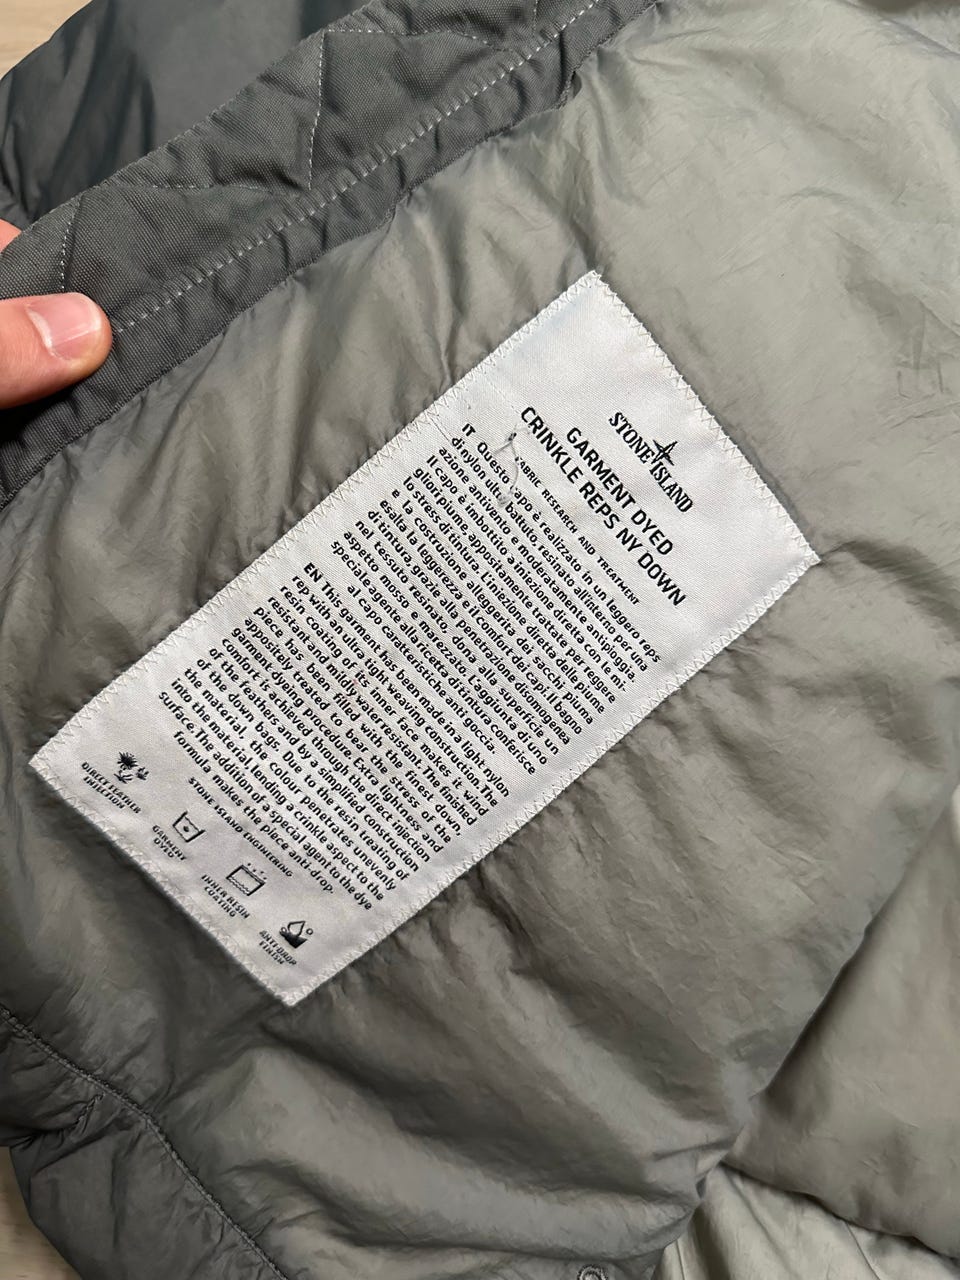 STONE ISLAND
GARMENT DYED
CRINKLE REPS NY DOWN
FABRIC RESEARCH AND TREATMENT
IT Questo capo è realizzato in un leggero reps
di nylon ultra battuto, resinato all'interno per una
azione antivento e moderatamente antipioggia.
Il capo è imbottito a iniezione diretta con le mi-
gliori piume, appositamente trattate per reggere
lo stress di tintura. L'iniezione diretta delle piume
e la costruzione alleggerita dei sacchi piuma
esalta la leggerezza e il comfort dei capi. Il bagno
di tintura, grazie alla penetrazione disomogenea
nel tessuto resinato, dona alla superficie un
aspetto mosso e mazzato. L'aggiunta di uno
speciale agente alla ricetta di tintura, conferisce
al capo caratteristiche anti goccia.
EN This garment has been made in a light nylon
rep with an ultra tight weaving construction. The
resin coating of its inner face makes it wind
resistant and mildly water resistant. The finished
piece has been filled with the finest down,
appositely treated to bear the stress of the
garment dyeing procedure. Extra lightness and
comfort is achieved through the direct injection
of the feathers and by a simplified construction
of the down bags. Due to the resin treating of
the material, the color penetrates unevenly
into the material, lending a crinkle aspect to the
surface. The addition of a special agent to the dye
formula makes the piece anti-drop.
STONE ISLAND ENGINEERING
DIRECT FEATHER
INJECTION
GARMENT
DYED
INNER RESIN
COATING
ANTI DROP
FINISH